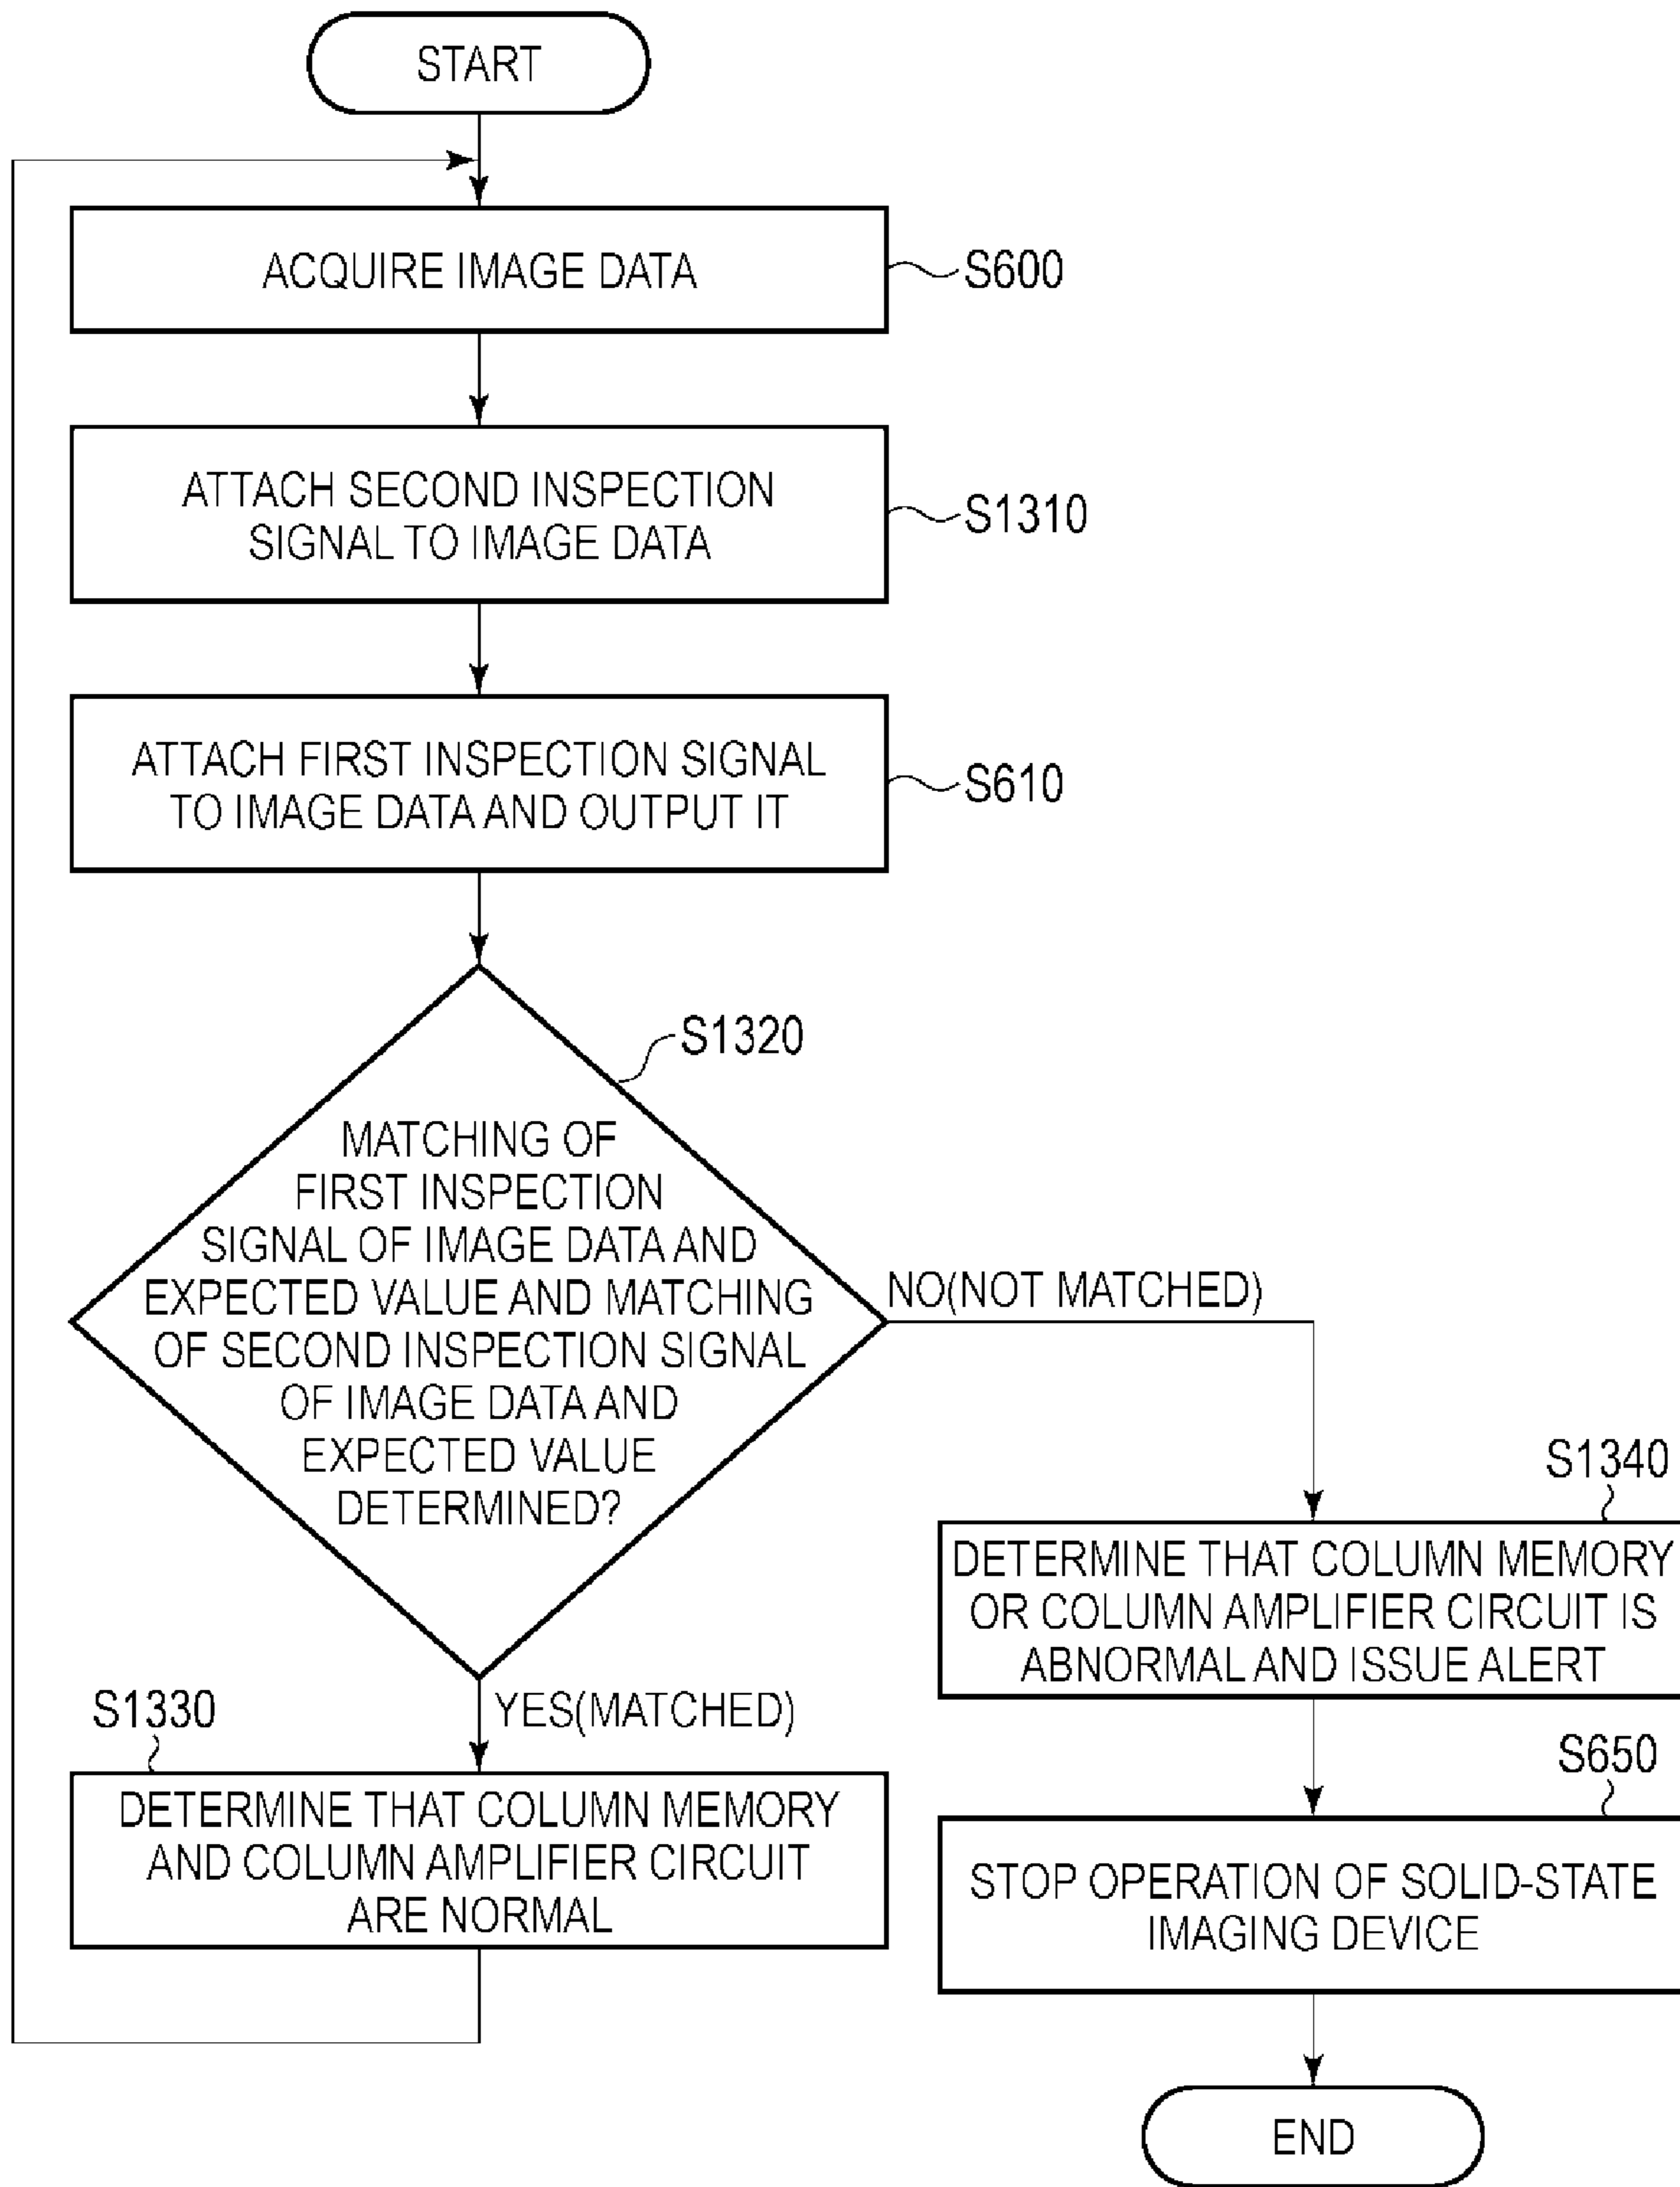 START
ACQUIRE IMAGE DATA
S600
ATTACH SECOND INSPECTION
SIGNAL TO IMAGE DATA
S1310
ATTACH FIRST INSPECTION SIGNAL
TO IMAGE DATA AND OUTPUT IT
S610
S1320
MATCHING OF
FIRST INSPECTION
SIGNAL OF IMAGE DATA AND
EXPECTED VALUE AND MATCHING
OF SECOND INSPECTION SIGNAL
OF IMAGE DATA AND
EXPECTED VALUE
DETERMINED?
NO(NOT MATCHED)
YES(MATCHED)
S1330
DETERMINE THAT COLUMN MEMORY
AND COLUMN AMPLIFIER CIRCUIT
ARE NORMAL
S1340
DETERMINE THAT COLUMN MEMORY
OR COLUMN AMPLIFIER CIRCUIT IS
ABNORMAL AND ISSUE ALERT
S650
STOP OPERATION OF SOLID-STATE
IMAGING DEVICE
END